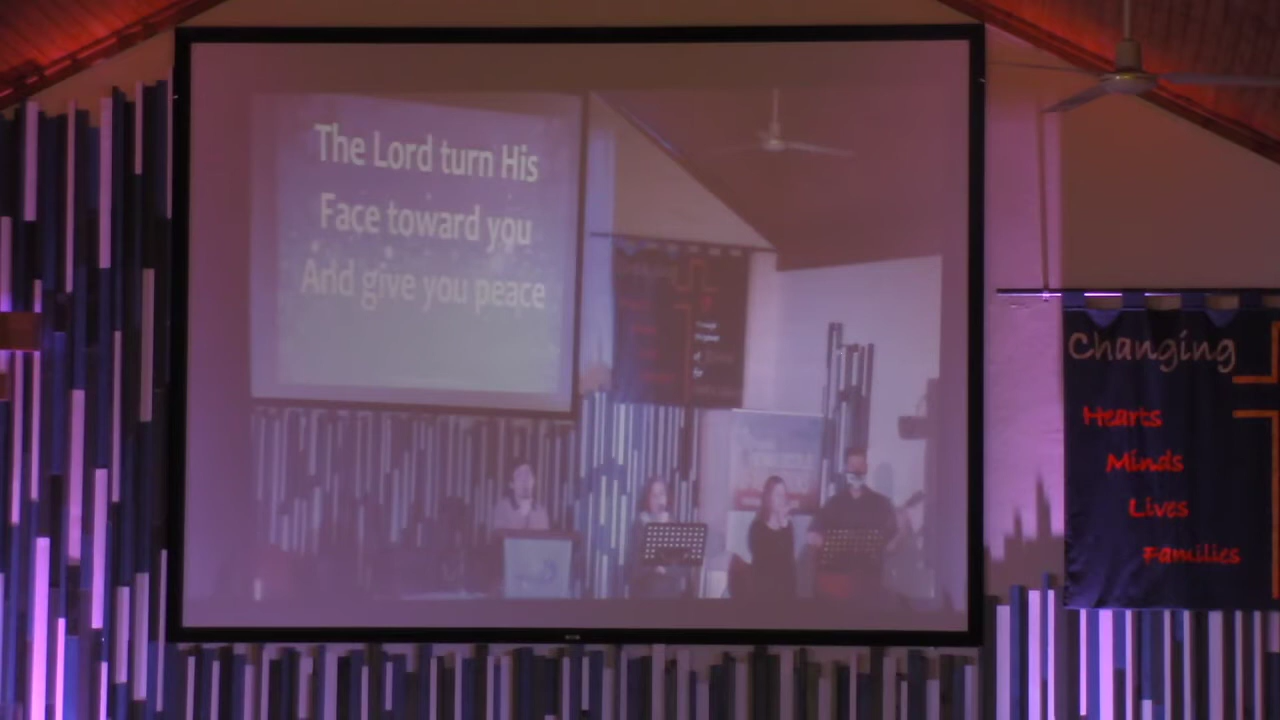 The Lord turn His
Face toward you
And give you peace
Changing
Hearts
Minds
Lives
Families